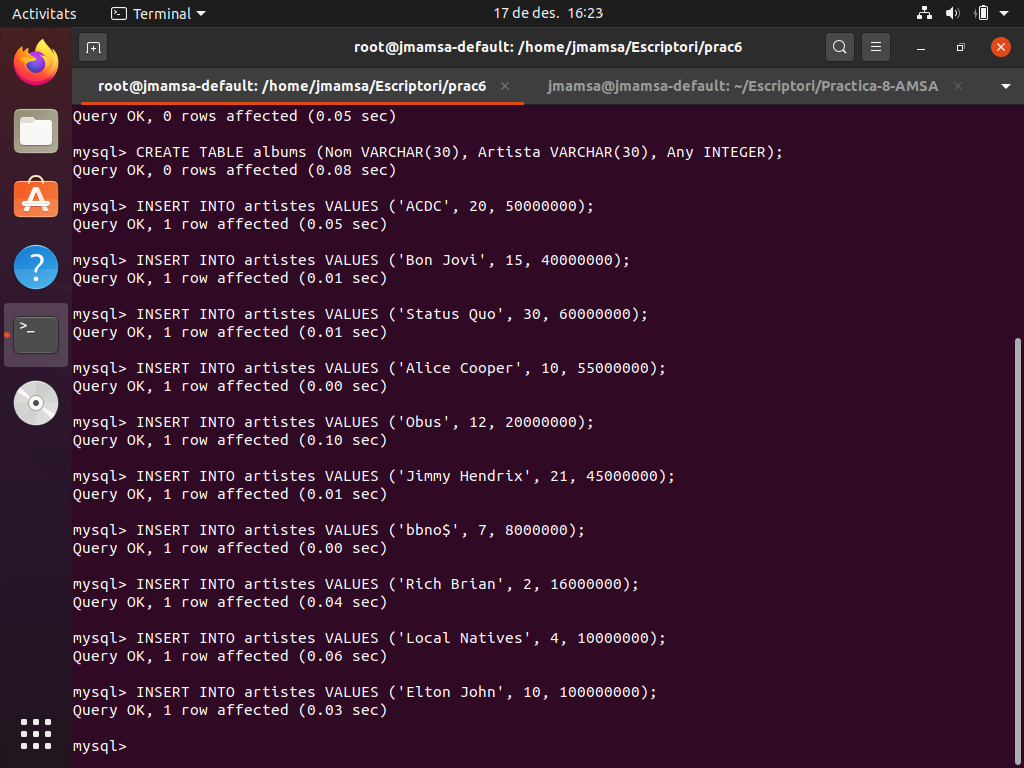 Activitats
Terminal
17 de des. 16:23
root@jmamsa-default: /home/jmamsa/Escriptori/prac6
root@jmamsa-default: /home/jmamsa/Escriptori/prac6
jmamsa@jmamsa-default: ~/Escriptori/Practica-8-AMSA
Query OK, 0 rows affected (0.05 sec)
mysql> CREATE TABLE albums (Nom VARCHAR(30), Artista VARCHAR(30), Any INTEGER);
Query OK, 0 rows affected (0.08 sec)
mysql> INSERT INTO artistes VALUES ('ACDC', 20, 50000000);
Query OK, 1 row affected (0.05 sec)
mysql> INSERT INTO artistes VALUES ('Bon Jovi', 15, 40000000);
Query OK, 1 row affected (0.01 sec)
mysql> INSERT INTO artistes VALUES ('Status Quo', 30, 60000000);
Query OK, 1 row affected (0.01 sec)
mysql> INSERT INTO artistes VALUES ('Alice Cooper', 10, 55000000);
Query OK, 1 row affected (0.00 sec)
mysql> INSERT INTO artistes VALUES ('Obus', 12, 20000000);
Query OK, 1 row affected (0.10 sec)
mysql> INSERT INTO artistes VALUES ('Jimmy Hendrix', 21, 45000000);
Query OK, 1 row affected (0.01 sec)
mysql> INSERT INTO artistes VALUES ('bbno$', 7, 8000000);
Query OK, 1 row affected (0.00 sec)
mysql> INSERT INTO artistes VALUES ('Rich Brian', 2, 16000000);
Query OK, 1 row affected (0.04 sec)
mysql> INSERT INTO artistes VALUES ('Local Natives', 4, 10000000);
Query OK, 1 row affected (0.06 sec)
mysql> INSERT INTO artistes VALUES ('Elton John', 10, 100000000);
Query OK, 1 row affected (0.03 sec)
mysql>